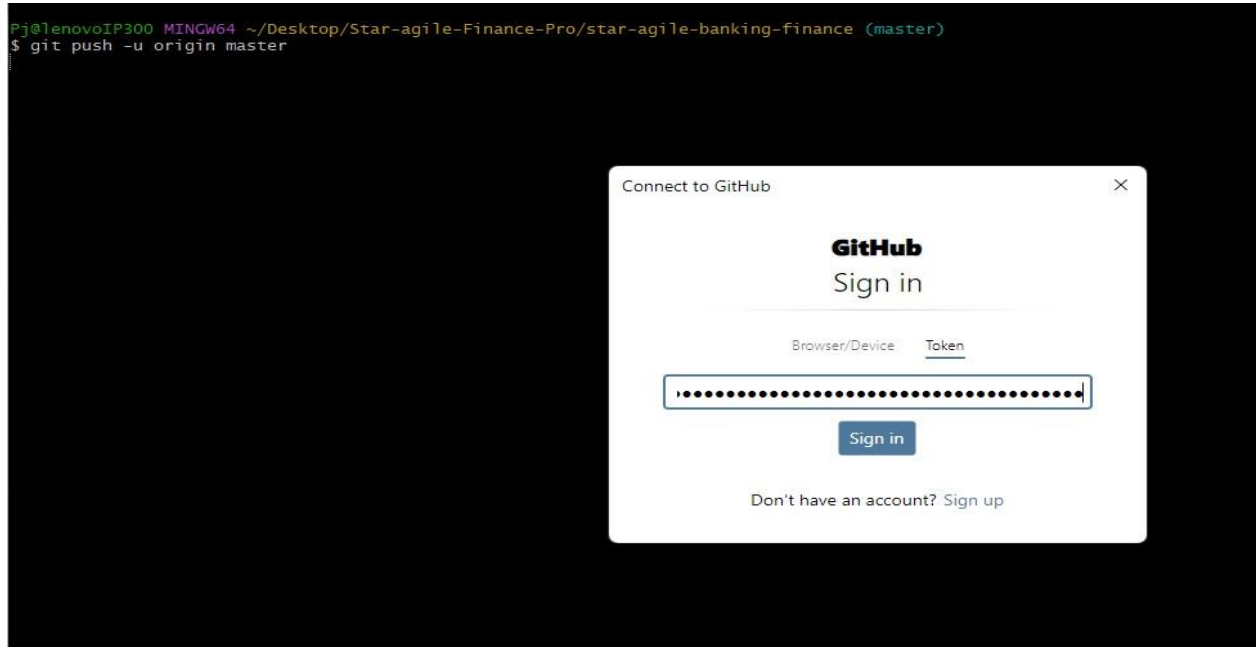 Pj@lenovoIP300 MINGW64 ~/Desktop/Star-agile-Finance-Pro/star-agile-banking-finance (master)
$ git push -u origin master
Connect to GitHub
GitHub
Sign in
Browser/Device Token
Sign in
Don't have an account? Sign up